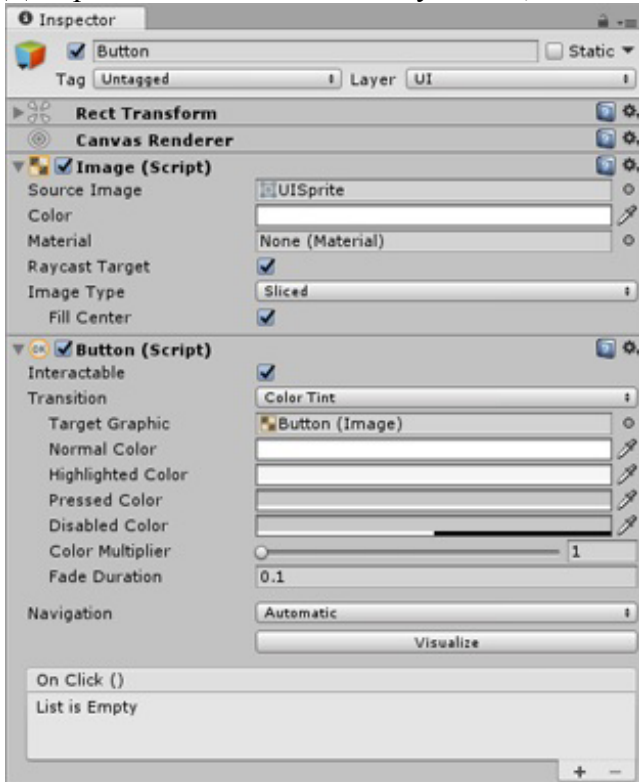 Inspector
Button Static
Tag Untagged Layer UI
Rect Transform
Canvas Renderer
Image (Script)
Source Image UISprite
Color
Material None (Material)
Raycast Target
Image Type Sliced
Fill Center
OK Button (Script)
Interactable
Transition Color Tint
Target Graphic Button (Image)
Normal Color
Highlighted Color
Pressed Color
Disabled Color
Color Multiplier 1
Fade Duration 0.1
Navigation Automatic
Visualize
On Click ()
List is Empty
+ −